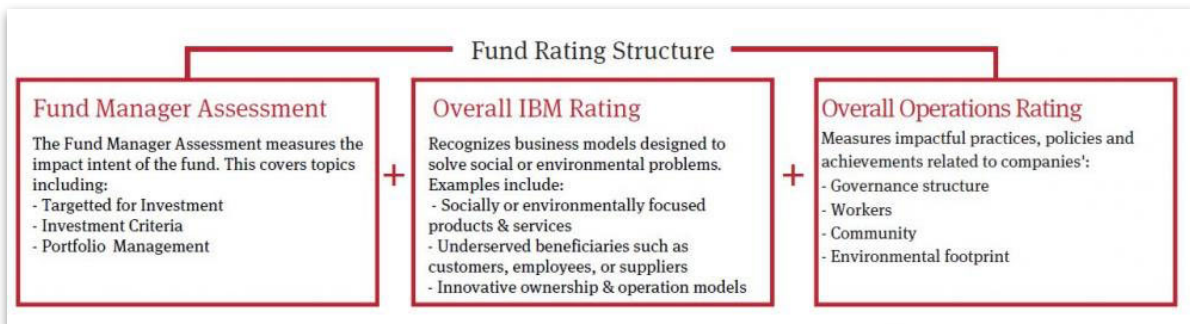 Fund Rating Structure
Fund Manager Assessment
The Fund Manager Assessment measures the
impact intent of the fund. This covers topics
including:
- Targetted for Investment
- Investment Criteria
- Portfolio Management
+
Overall IBM Rating
Recognizes business models designed to
solve social or environmental problems.
Examples include:
- Socially or environmentally focused
products & services
- Underserved beneficiaries such as
customers, employees, or suppliers
- Innovative ownership & operation models
+
Overall Operations Rating
Measures impactful practices, policies and
achievements related to companies':
- Governance structure
- Workers
- Community
- Environmental footprint